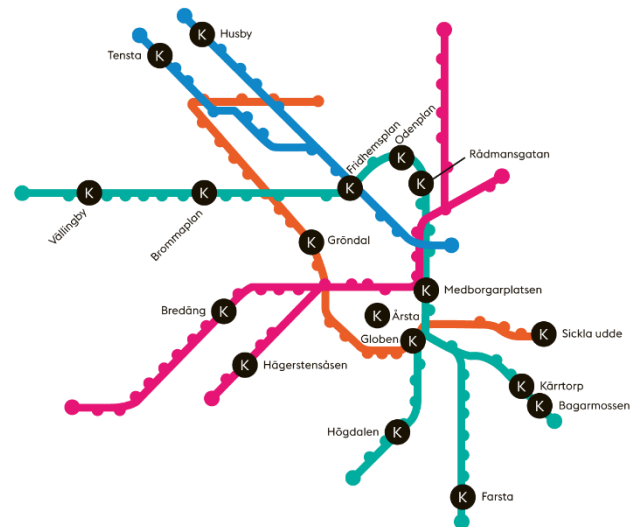 K Husby
Tensta K
Fridhemsplan
Odenplan
K
K Rådmansgatan
K
K
Vällingby
K
Brommaplan
K Gröndal
K Medborgarplatsen
Bredäng K
K Årsta
Globen K
K Sickla udde
K Hägerstensåsen
K Kärrtorp
K Bagarmossen
Högdalen K
K Farsta